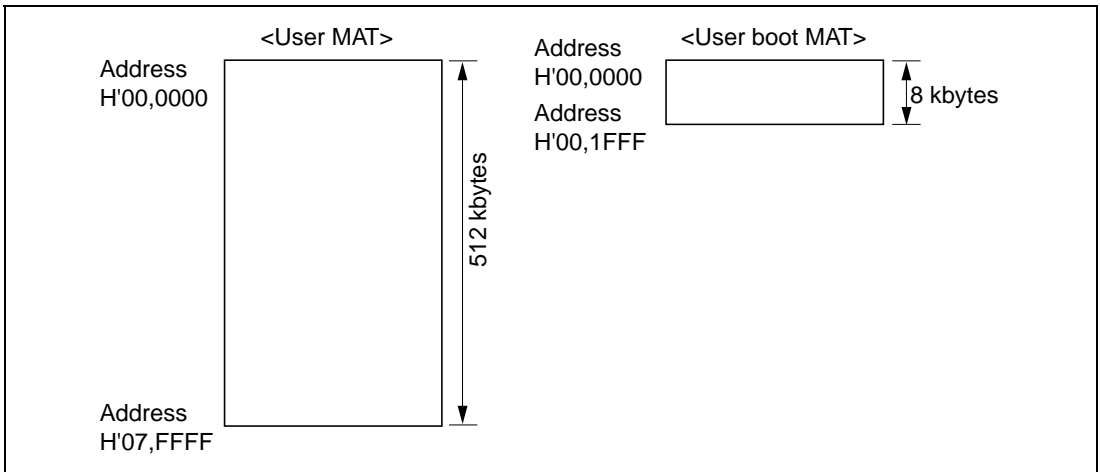 <User MAT>
Address
H'00,0000
512 kbytes
Address
H'07,FFFF
<User boot MAT>
Address
H'00,0000
Address
H'00,1FFF
8 kbytes